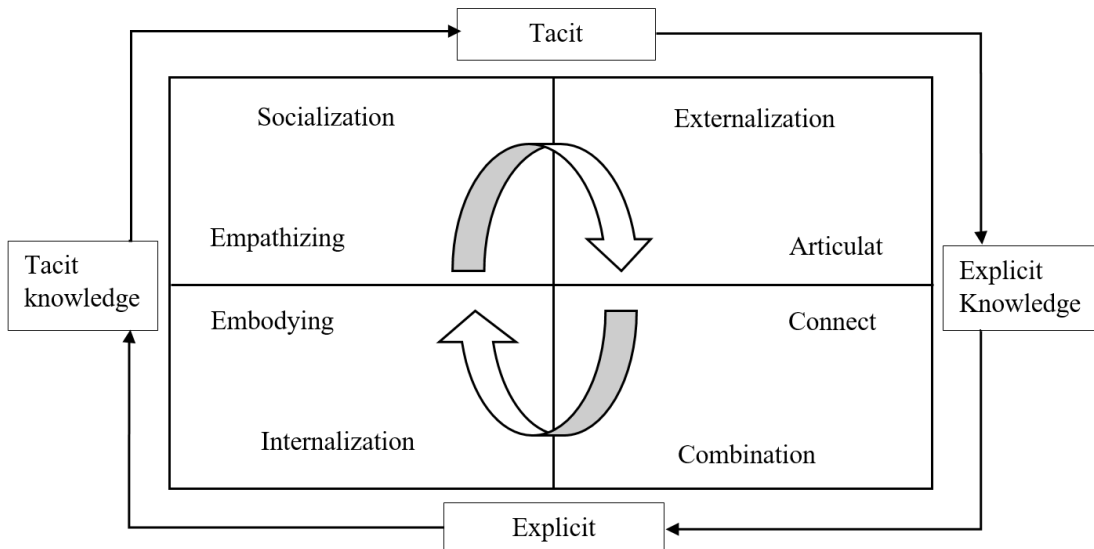 Tacit
Socialization
Externalization
Empathizing
Articulat
Tacit
knowledge
Explicit
Knowledge
Embodying
Connect
Internalization
Combination
Explicit